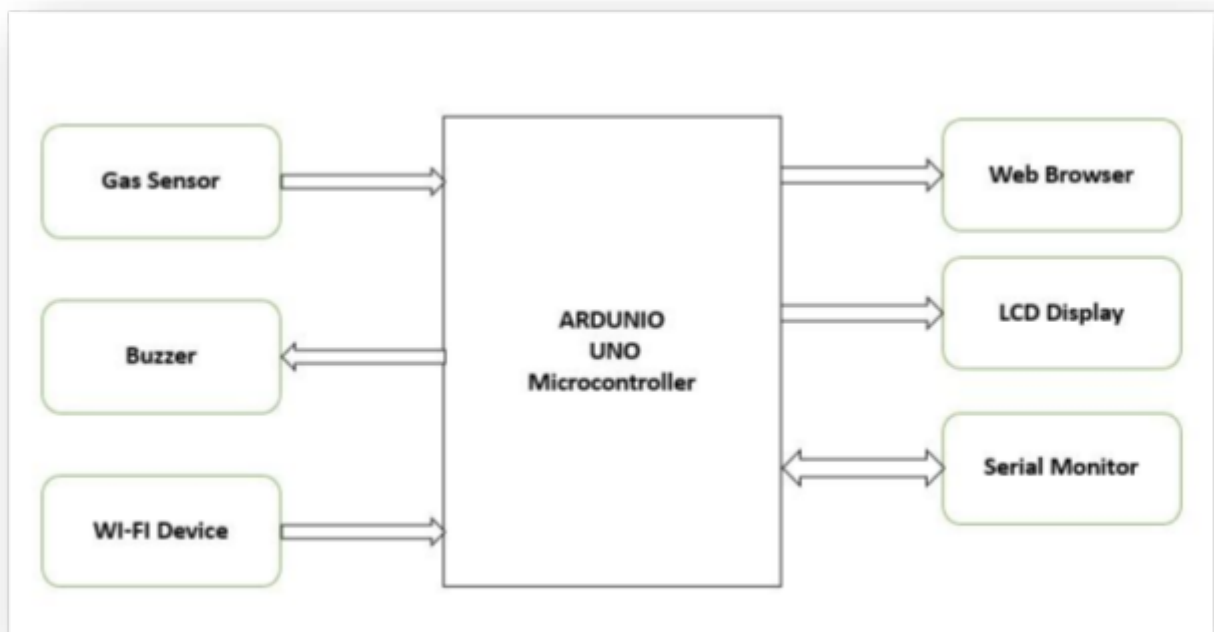 Gas Sensor
Web Browser
Buzzer
ARDUNIO
UNO
Microcontroller
LCD Display
WI-FI Device
Serial Monitor